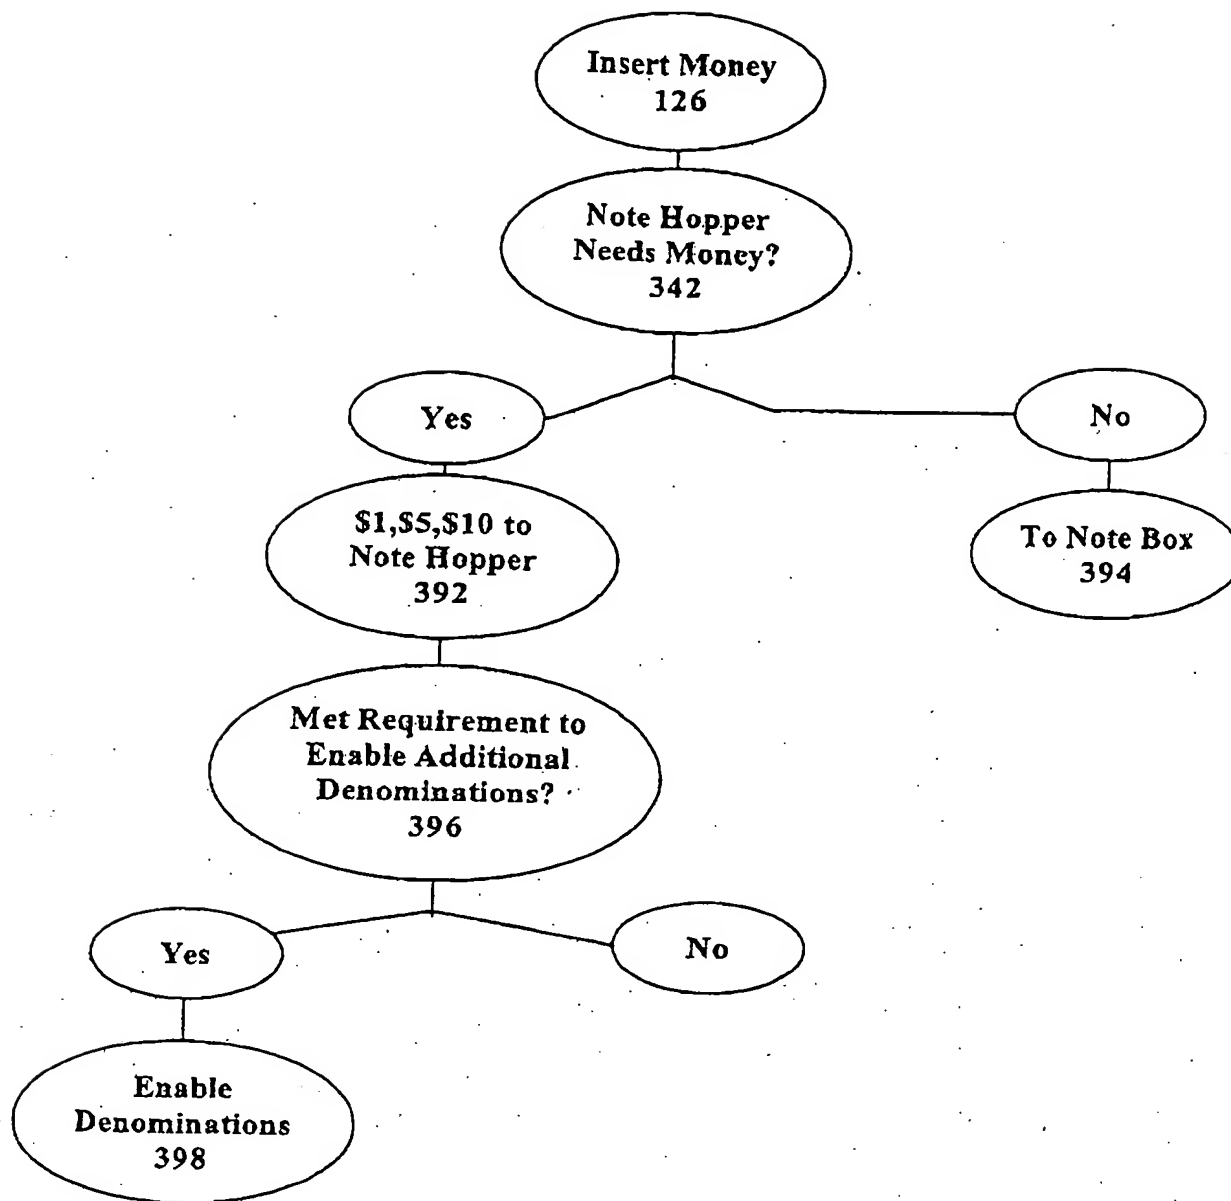 Insert Money
126
Note Hopper
Needs Money?
342
Yes
No
$1,$5,$10 to
Note Hopper
392
To Note Box
394
Met Requirement to
Enable Additional
Denominations?
396
Yes
No
Enable
Denominations
398